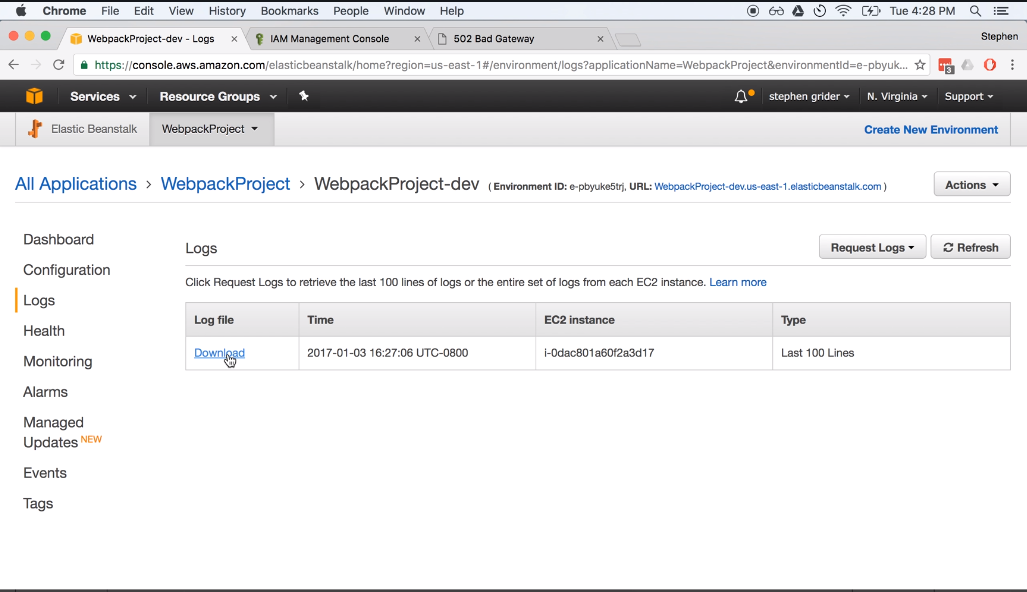 Chrome File Edit View History Bookmarks People Window Help Tue 4:28 PM
WebpackProject-dev - Logs IAM Management Console 502 Bad Gateway Stephen
https://console.aws.amazon.com/elasticbeanstalk/home?region=us-east-1#/environment/logs?applicationName=WebpackProject&environmentId=e-pbyuk... 3
Services Resource Groups stephen grider N. Virginia Support
Elastic Beanstalk WebpackProject Create New Environment
All Applications > WebpackProject > WebpackProject-dev ( Environment ID: e-pbyuke5trj, URL: WebpackProject-dev.us-east-1.elasticbeanstalk.com ) Actions
Dashboard
Configuration
Logs
Health
Monitoring
Alarms
Managed
Updates NEW
Events
Tags
Logs Request Logs Refresh
Click Request Logs to retrieve the last 100 lines of logs or the entire set of logs from each EC2 instance. Learn more
Log file Time EC2 instance Type
Download 2017-01-03 16:27:06 UTC-0800 i-0dac801a60f2a3d17 Last 100 Lines